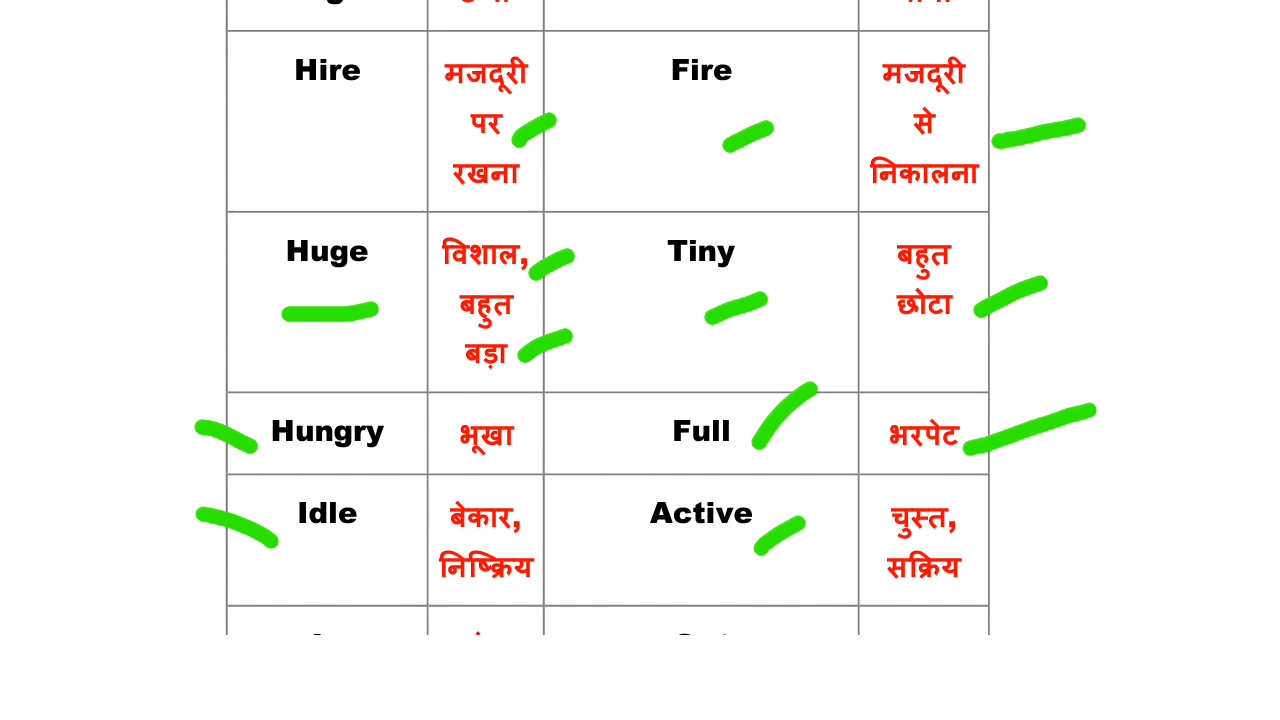 Hire मजदूरी पर रखना Fire मजदूरी से निकालना
Huge विशाल, बहुत बड़ा Tiny बहुत छोटा
Hungry भूखा Full भरपेट
Idle बेकार, निष्क्रिय Active चुस्त, सक्रिय